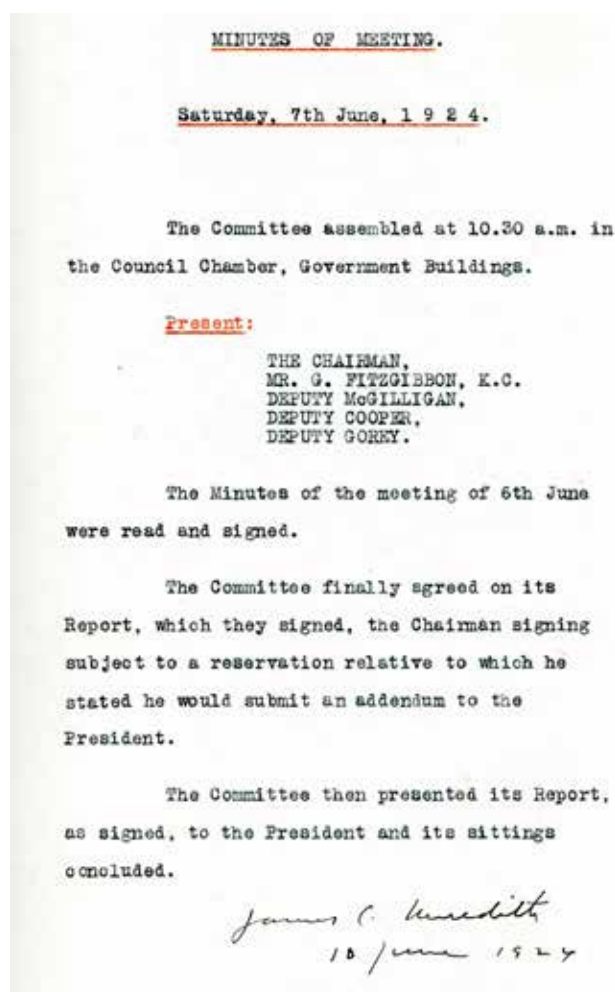 MINUTES OF MEETING.
Saturday, 7th June, 1 9 2 4.
The Committee assembled at 10.30 a.m. in
the Council Chamber, Government Buildings.
Present:
THE CHAIRMAN,
MR. G. FITZGIBBON, K.C.
DEPUTY McGILLIGAN,
DEPUTY COOPER,
DEPUTY GOREY.
The Minutes of the meeting of 6th June
were read and signed.
The Committee finally agreed on its
Report, which they signed, the Chairman signing
subject to a reservation relative to which he
stated he would submit an addendum to the
President.
The Committee then presented its Report,
as signed, to the President and its sittings
concluded.
James C. Meredith
10 June 1924